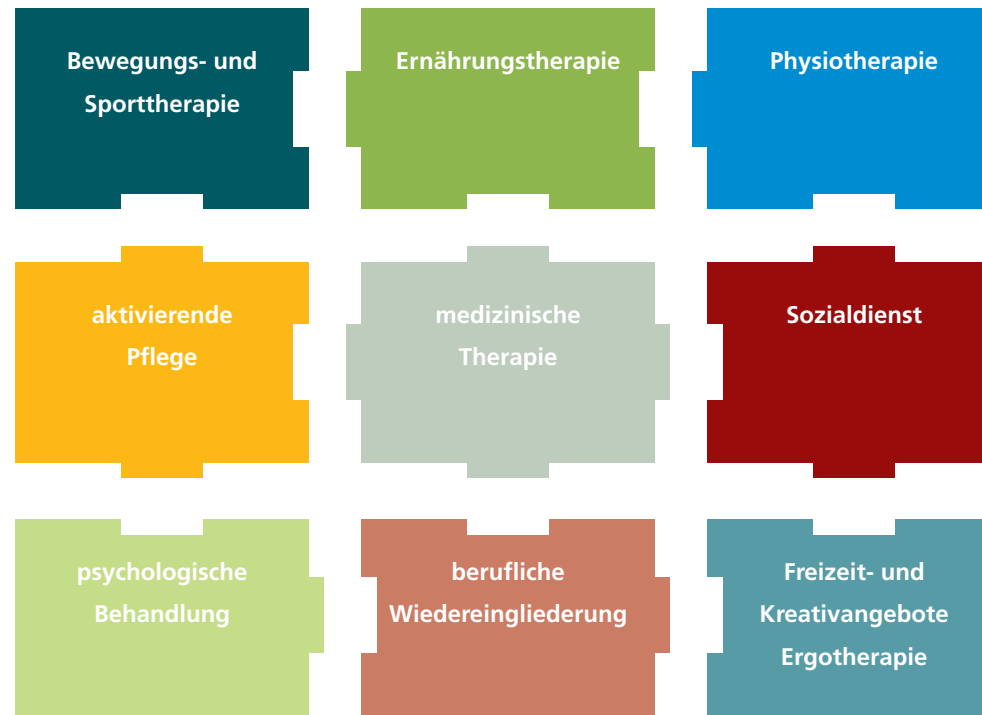 Bewegungs- und
Sporttherapie
Ernährungstherapie
Physiotherapie
aktivierende
Pflege
medizinische
Therapie
Sozialdienst
psychologische
Behandlung
berufliche
Wiedereingliederung
Freizeit- und
Kreativangebote
Ergotherapie